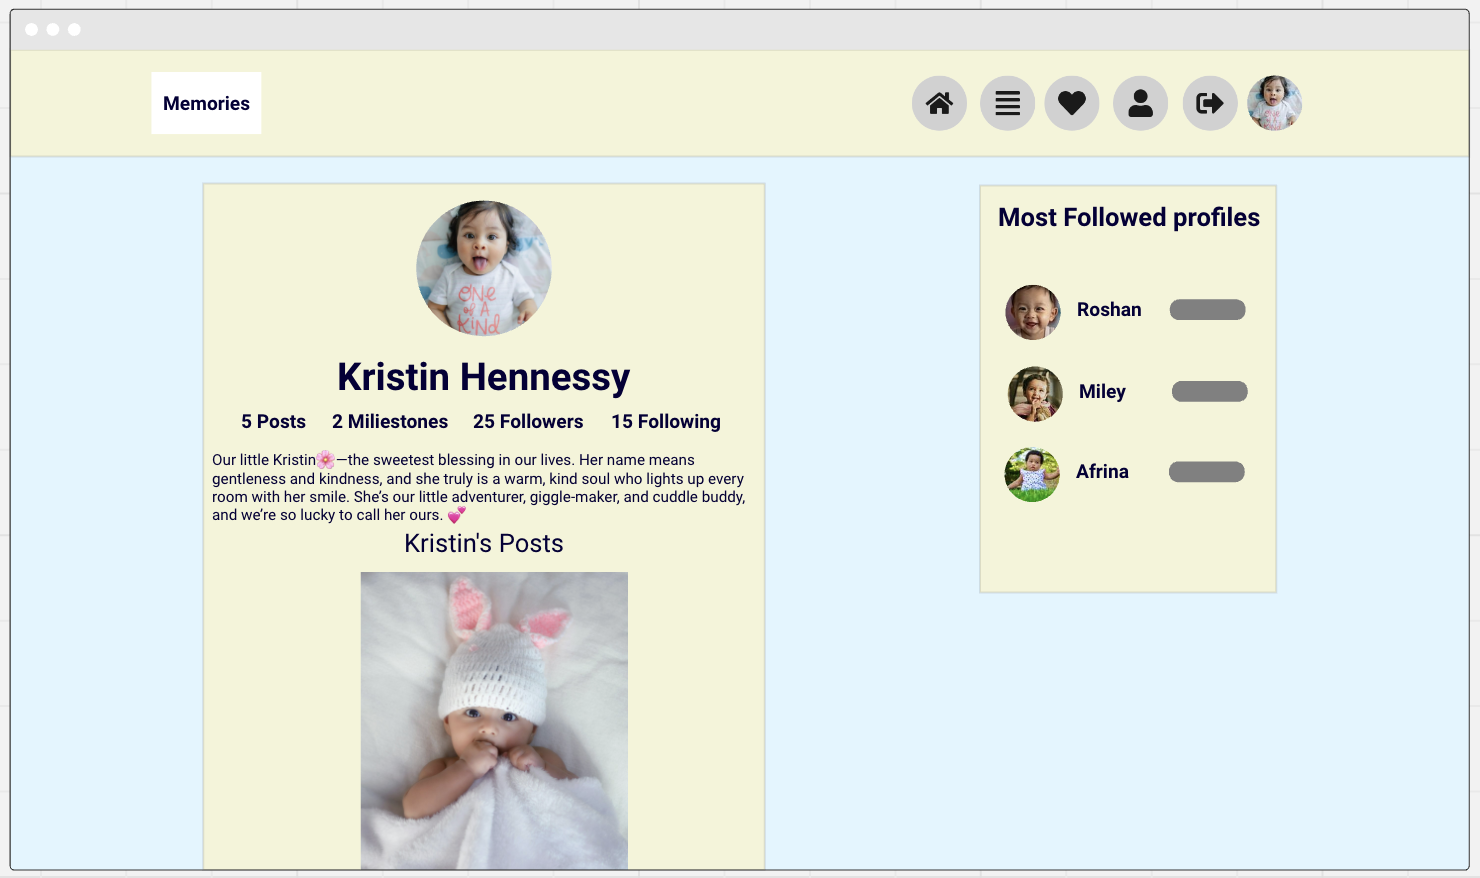 Memories
Kristin Hennessy
5 Posts 2 Miliestones 25 Followers 15 Following
Our little Kristin🌸—the sweetest blessing in our lives. Her name means
gentleness and kindness, and she truly is a warm, kind soul who lights up every
room with her smile. She’s our little adventurer, giggle-maker, and cuddle buddy,
and we’re so lucky to call her ours. 💕
Kristin's Posts
ONE
of A
KiND
Most Followed profiles
Roshan
Miley
Afrina